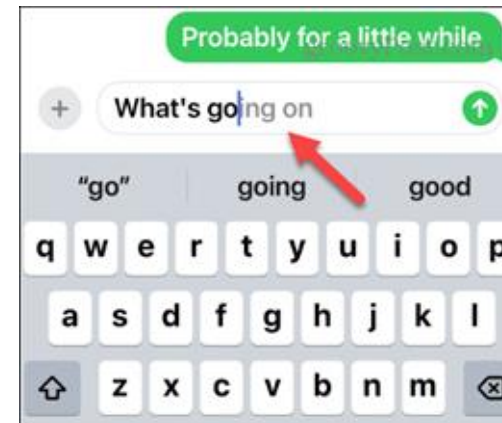 Probably for a little while
What's going on
"go" going good
q w e r t y u i o p
a s d f g h j k l
z x c v b n m